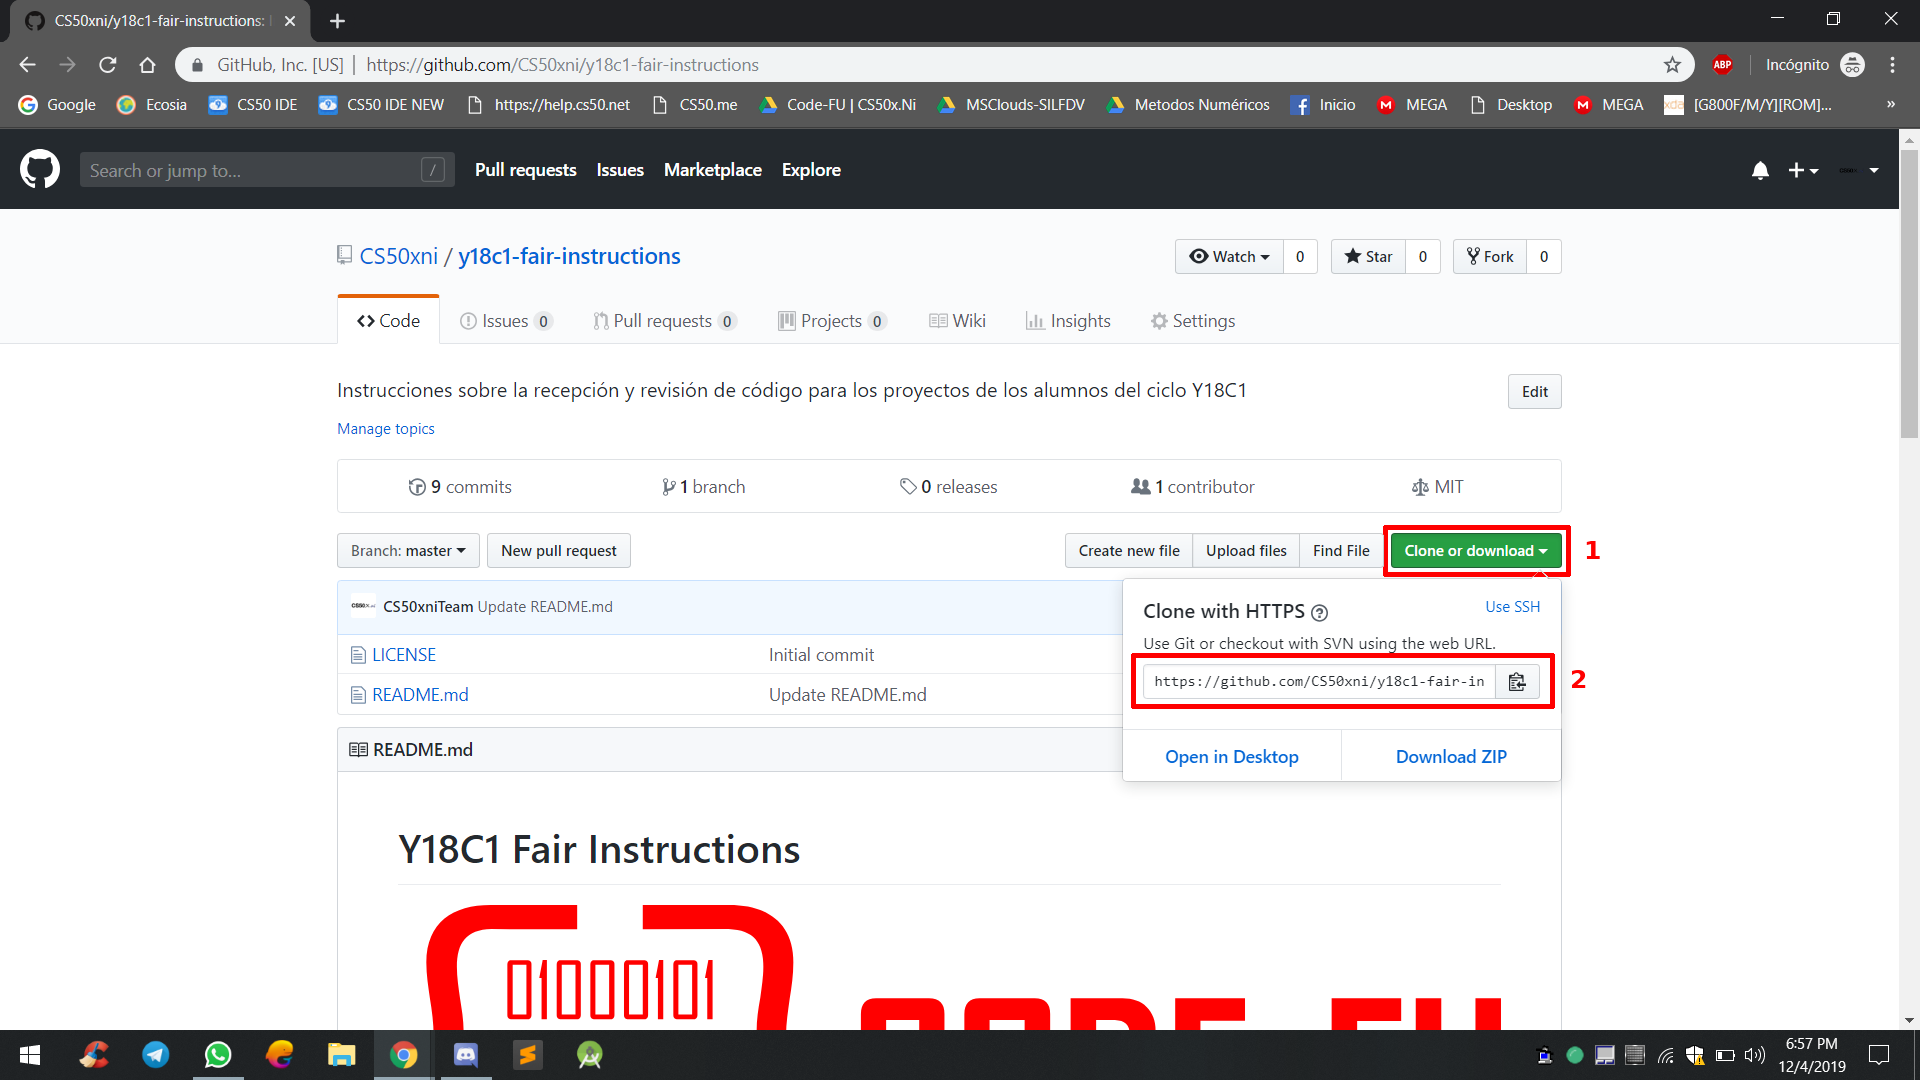 CS50xni/y18c1-fair-instructions:
GitHub, Inc. [US] | https://github.com/CS50xni/y18c1-fair-instructions
ABP
Incógnito
Google Ecosia CS50 IDE CS50 IDE NEW https://help.cs50.net CS50.me Code-FU | CS50x.Ni MSClouds-SILFDV Metodos Numéricos Inicio MEGA Desktop MEGA [G800F/M/Y][ROM]... »
Search or jump to... /
Pull requests Issues Marketplace Explore
CS50xni / y18c1-fair-instructions
Watch 0 Star 0 Fork 0
Code Issues 0 Pull requests 0 Projects 0 Wiki Insights Settings
Instrucciones sobre la recepción y revisión de código para los proyectos de los alumnos del ciclo Y18C1
Edit
Manage topics
9 commits 1 branch 0 releases 1 contributor MIT
Branch: master New pull request Create new file Upload files Find File Clone or download 1
CS50xniTeam Update README.md
LICENSE Initial commit
README.md Update README.md
Clone with HTTPS ? Use SSH
Use Git or checkout with SVN using the web URL.
https://github.com/CS50xni/y18c1-fair-in 2
Open in Desktop Download ZIP
README.md
Y18C1 Fair Instructions
01000101
CODE-FU
6:57 PM
12/4/2019